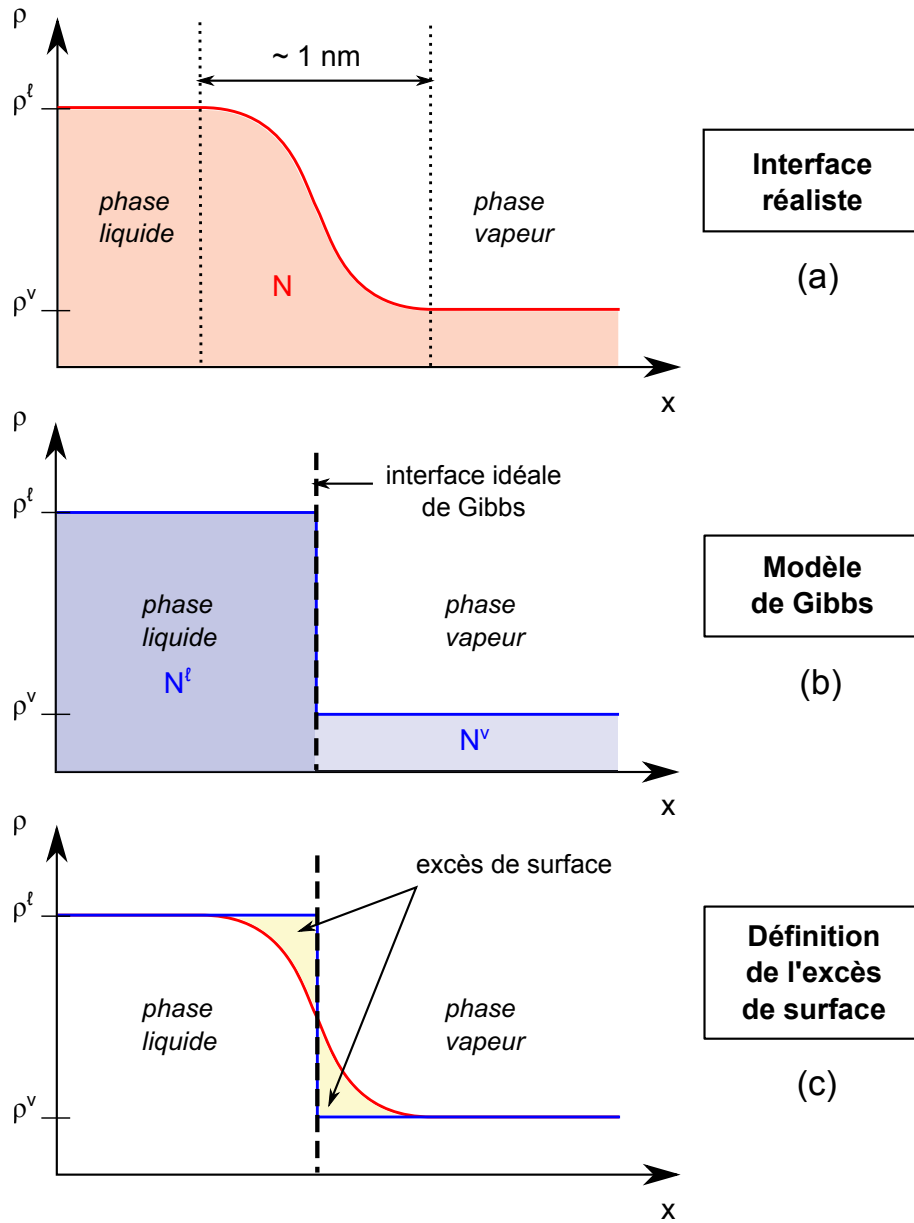 ρ
~ 1 nm
ρˡ
phase
liquide
phase
vapeur
N
ρᵛ
x
Interface
réaliste
(a)
ρ
interface idéale
de Gibbs
ρˡ
phase
liquide
phase
vapeur
Nˡ
ρᵛ
Nᵛ
x
Modèle
de Gibbs
(b)
ρ
excès de surface
ρˡ
phase
liquide
phase
vapeur
ρᵛ
x
Définition
de l'excès
de surface
(c)